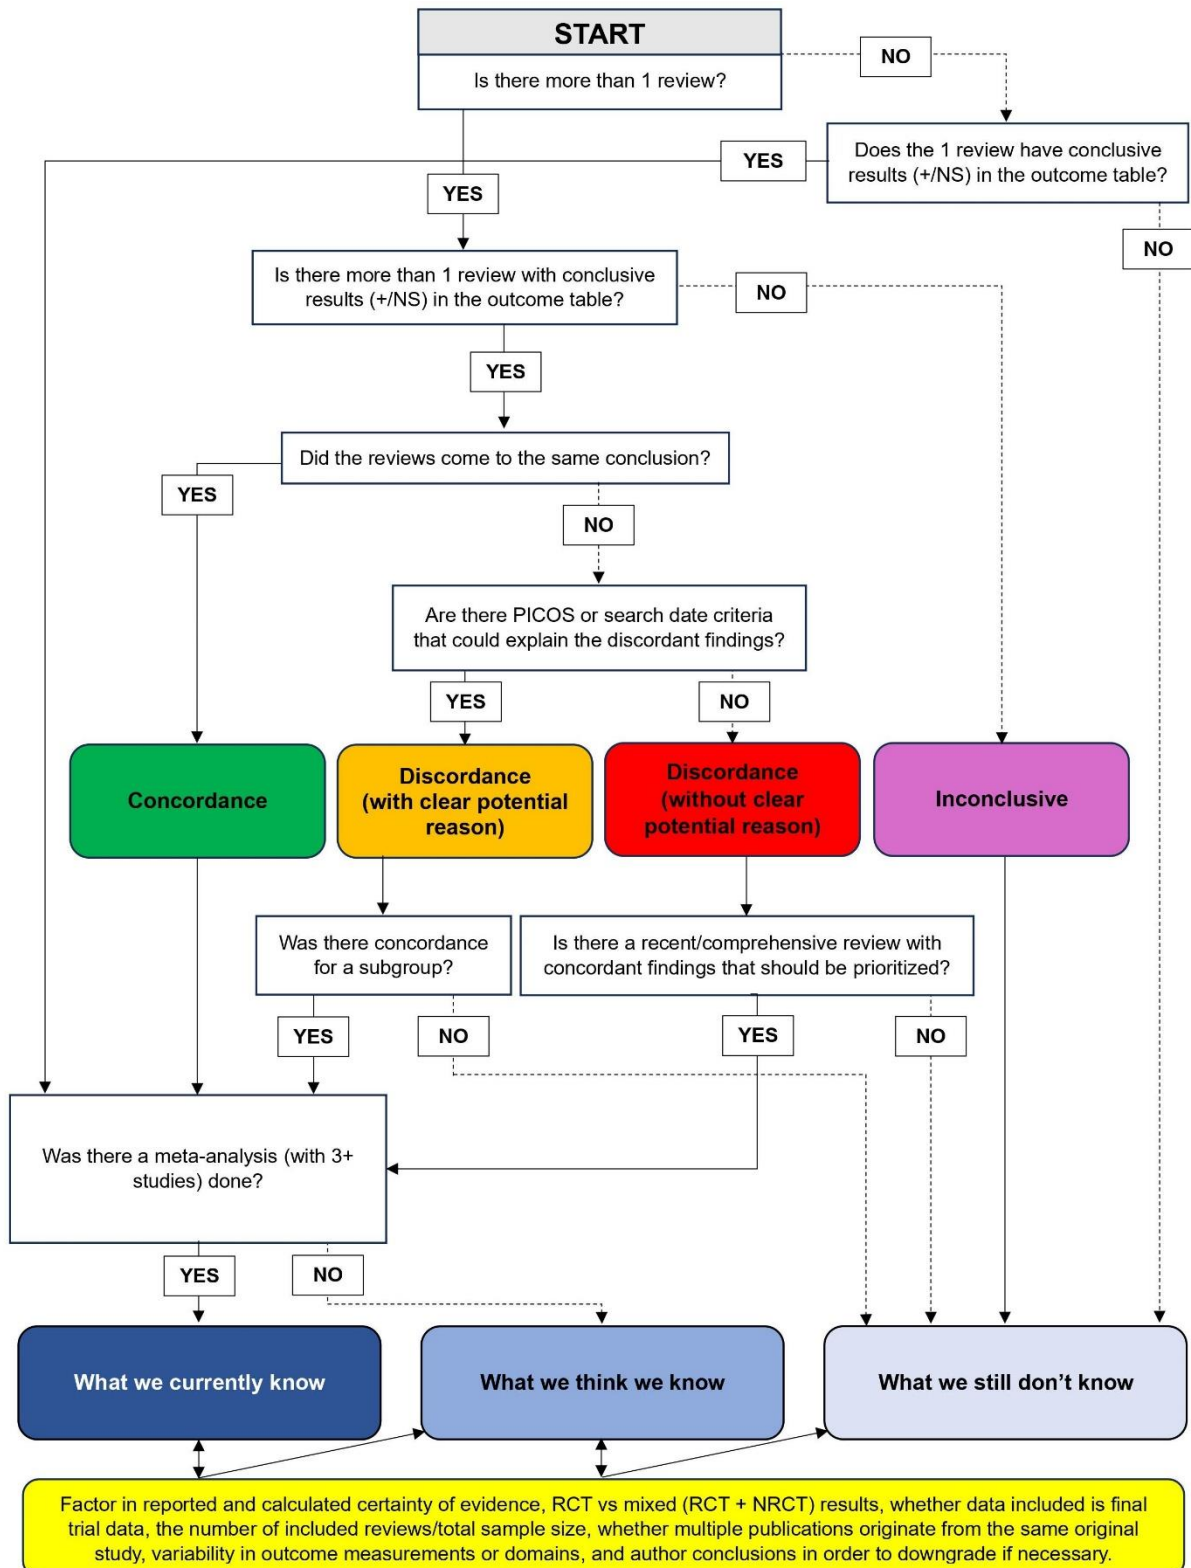 START
NO
Is there more than 1 review?
YES
Does the 1 review have conclusive
results (+/NS) in the outcome table?
YES
NO
Is there more than 1 review with conclusive
results (+/NS) in the outcome table?
NO
YES
Did the reviews come to the same conclusion?
YES
NO
Are there PICOS or search date criteria
that could explain the discordant findings?
YES
NO
Concordance
Discordance
(with clear potential
reason)
Discordance
(without clear
potential reason)
Inconclusive
Was there concordance
for a subgroup?
Is there a recent/comprehensive review with
concordant findings that should be prioritized?
YES
NO
YES
NO
Was there a meta-analysis (with 3+
studies) done?
YES
NO
What we currently know
What we think we know
What we still don’t know
Factor in reported and calculated certainty of evidence, RCT vs mixed (RCT + NRCT) results, whether data included is final
trial data, the number of included reviews/total sample size, whether multiple publications originate from the same original
study, variability in outcome measurements or domains, and author conclusions in order to downgrade if necessary.